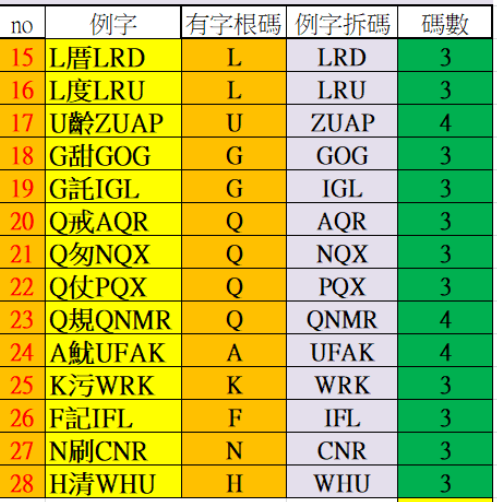 no 例字 有字根碼 例字拆碼 碼數
15 L厝LRD L LRD 3
16 L度LRU L LRU 3
17 U齡ZUAP U ZUAP 4
18 G甜GOG G GOG 3
19 G託IGL G IGL 3
20 Q戒AQR Q AQR 3
21 Q匆NQX Q NQX 3
22 Q仗PQX Q PQX 3
23 Q規QNMR Q QNMR 4
24 A魷UFAK A UFAK 4
25 K污WRK K WRK 3
26 F記IFL F IFL 3
27 N刷CNR N CNR 3
28 H清WHU H WHU 3